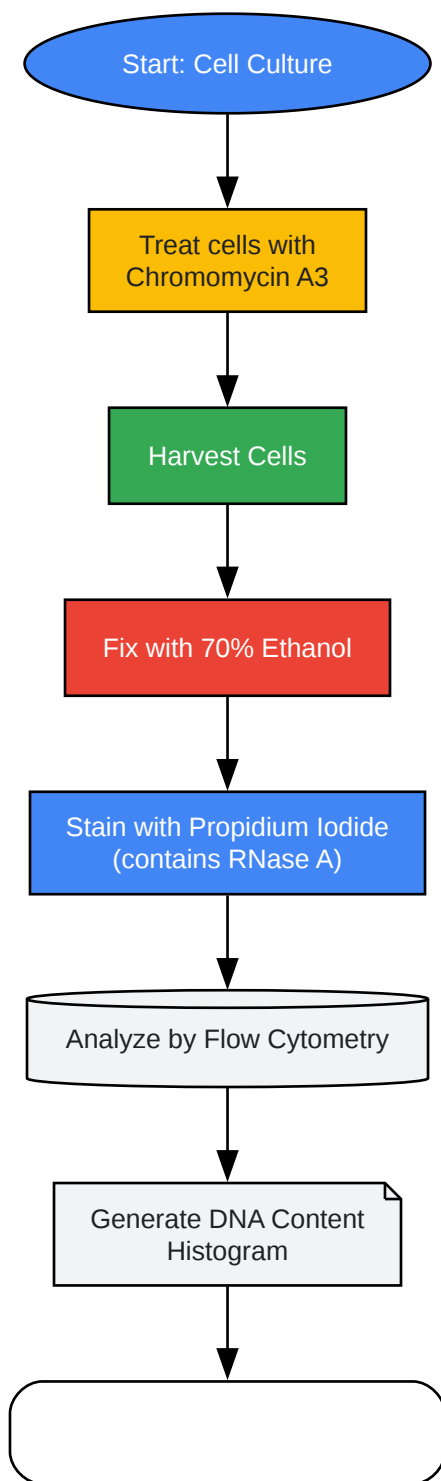 Start: Cell Culture
Treat cells with
Chromomycin A3
Harvest Cells
Fix with 70% Ethanol
Stain with Propidium Iodide
(contains RNase A)
Analyze by Flow Cytometry
Generate DNA Content
Histogram